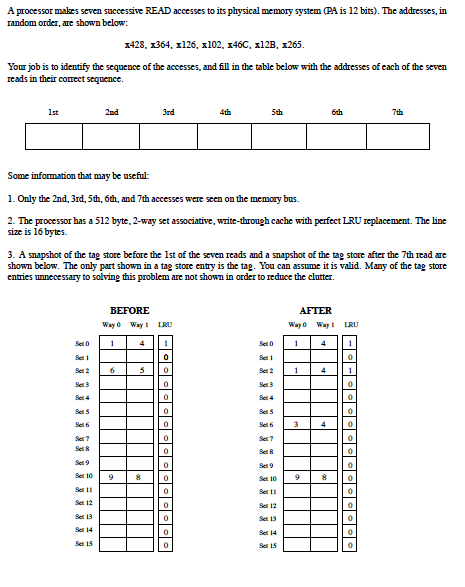 A processor makes seven successive READ accesses to its physical memory system (PA is 12 bits). The addresses, in
random order, are shown below:
x428, x364, x126, x102, x46C, x12B, x265.
Your job is to identify the sequence of the accesses, and fill in the table below with the addresses of each of the seven
reads in their correct sequence.
1st 2nd 3rd 4th 5th 6th 7th
Some information that may be useful:
1. Only the 2nd, 3rd, 5th, 6th, and 7th accesses were seen on the memory bus.
2. The processor has a 512 byte, 2-way set associative, write-through cache with perfect LRU replacement. The line
size is 16 bytes.
3. A snapshot of the tag store before the 1st of the seven reads and a snapshot of the tag store after the 7th read are
shown below. The only part shown in a tag store entry is the tag. You can assume it is valid. Many of the tag store
entries unnecessary to solving this problem are not shown in order to reduce the clutter.
BEFORE AFTER
Way 0 Way 1 LRU Way 0 Way 1 LRU
Set 0 1 4 1 Set 0 1 4 1
Set 1 0 Set 1 0
Set 2 6 5 0 Set 2 1 4 1
Set 3 0 Set 3 0
Set 4 0 Set 4 0
Set 5 0 Set 5 0
Set 6 0 Set 6 3 4 0
Set 7 0 Set 7 0
Set 8 0 Set 8 0
Set 9 0 Set 9 0
Set 10 9 8 0 Set 10 9 8 0
Set 11 0 Set 11 0
Set 12 0 Set 12 0
Set 13 0 Set 13 0
Set 14 0 Set 14 0
Set 15 0 Set 15 0